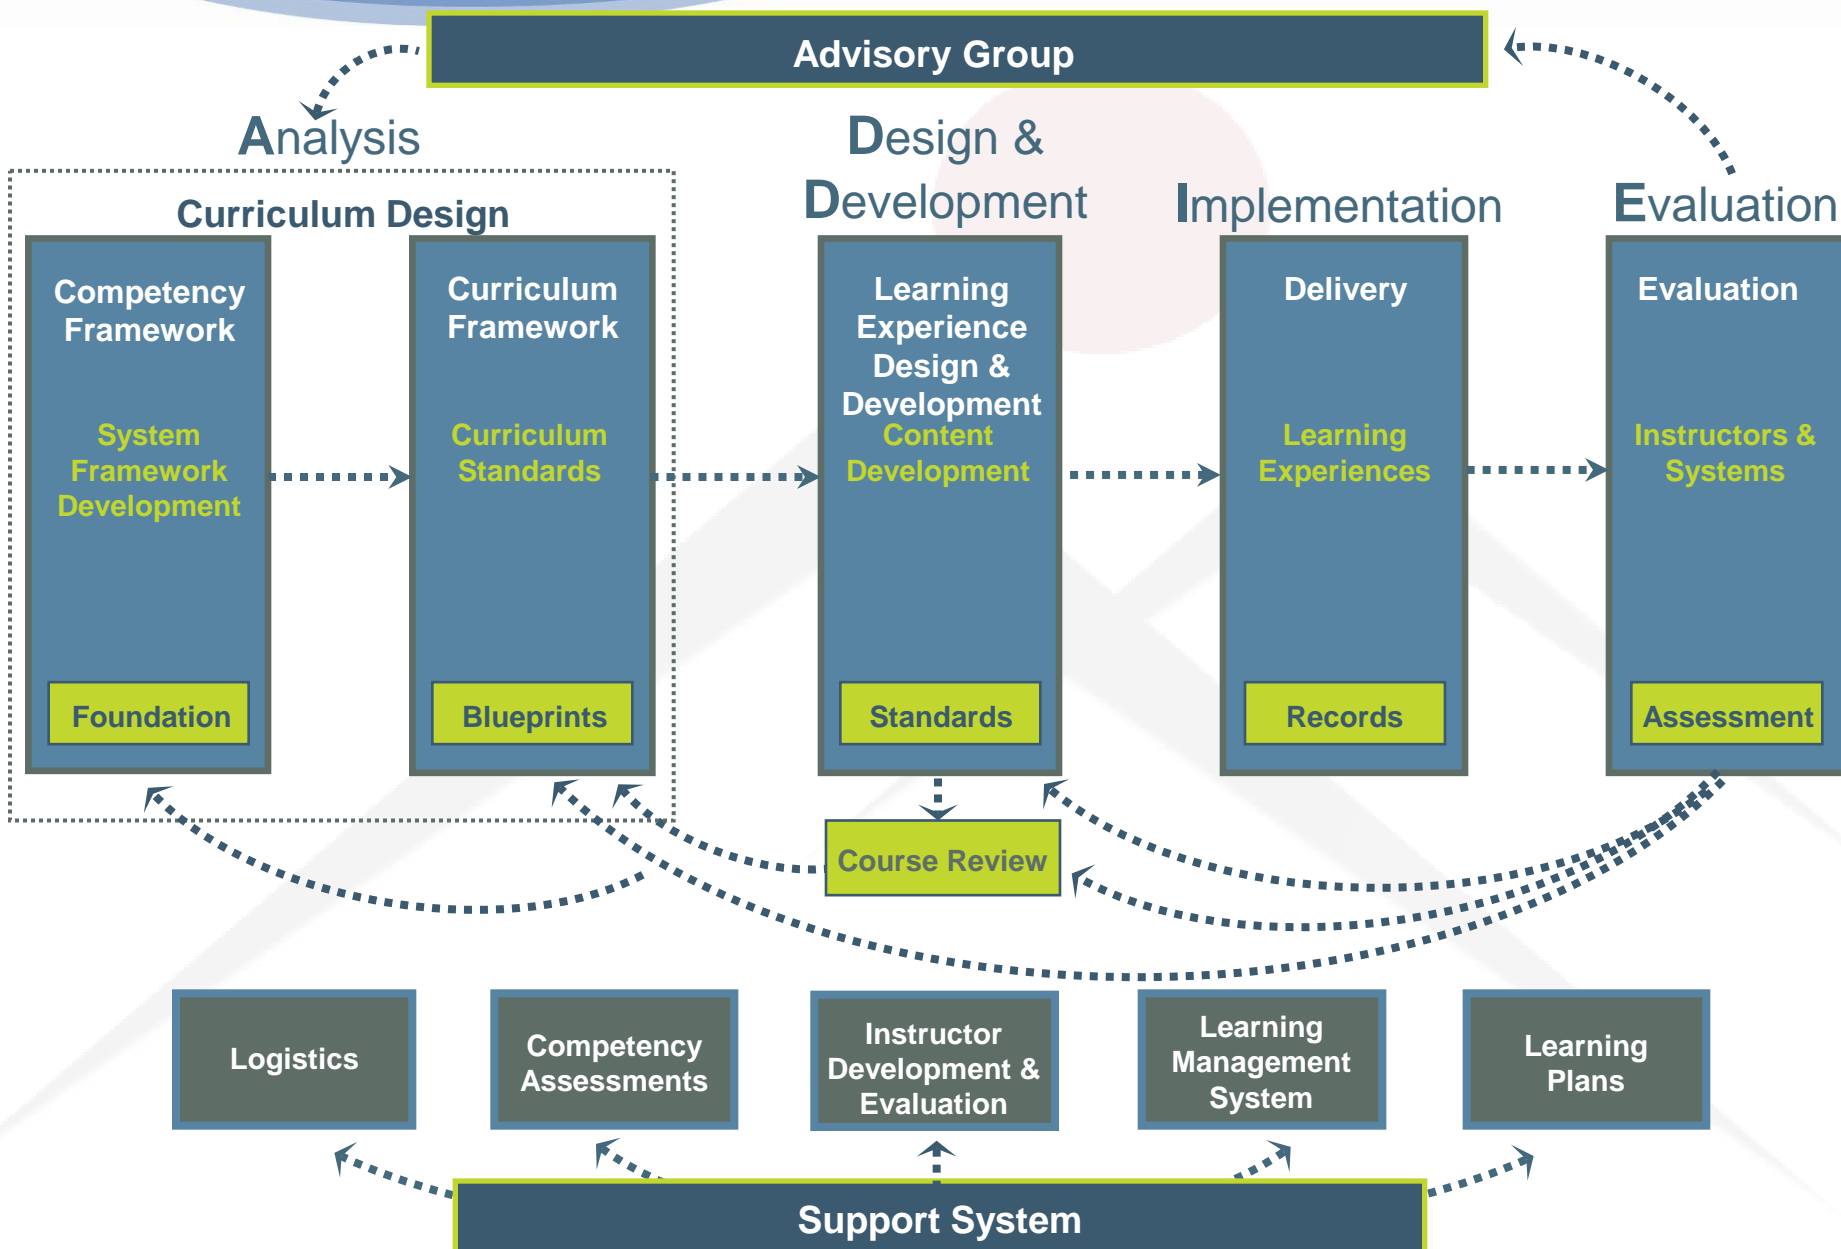 Advisory Group
Analysis
Design &
Development
Implementation
Evaluation
Curriculum Design
Competency
Framework
System
Framework
Development
Foundation
Curriculum
Framework
Curriculum
Standards
Blueprints
Learning
Experience
Design &
Development
Content
Development
Standards
Delivery
Learning
Experiences
Records
Evaluation
Instructors &
Systems
Assessment
Course Review
Logistics
Competency
Assessments
Instructor
Development &
Evaluation
Learning
Management
System
Learning
Plans
Support System